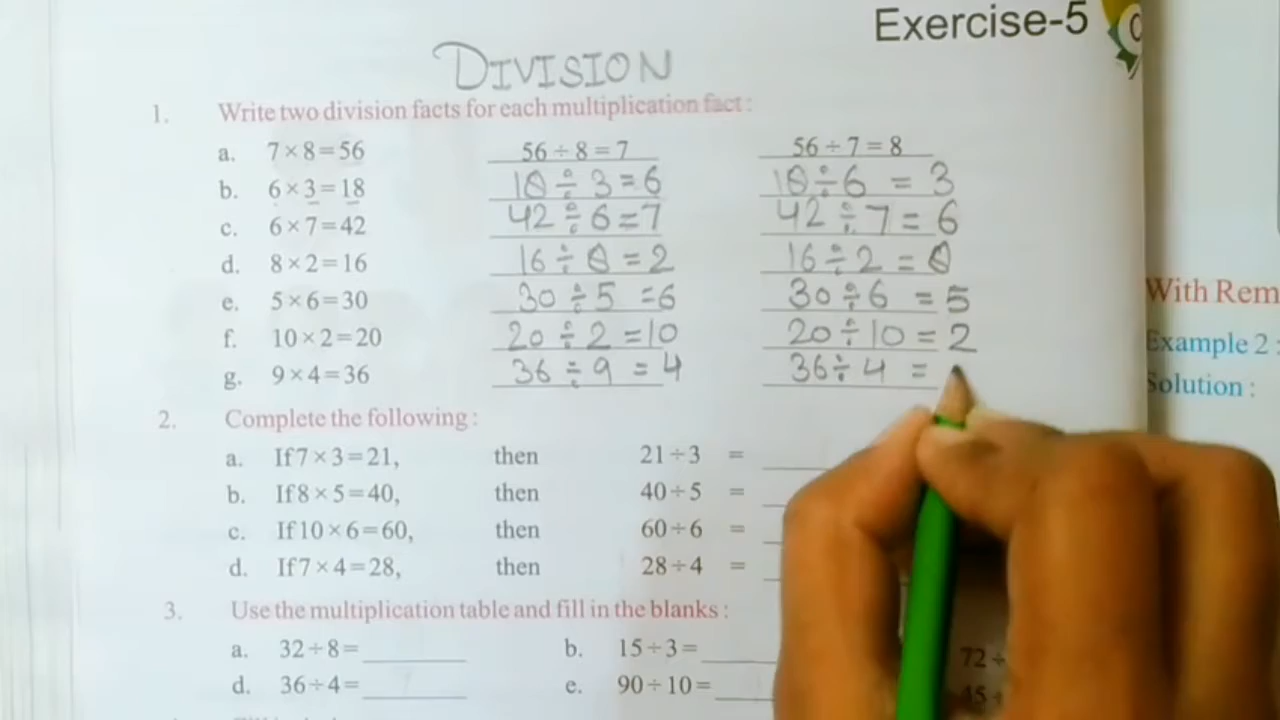 Exercise-5
DIVISION
1. Write two division facts for each multiplication fact :
a. 7×8=56 56÷8=7 56÷7=8
b. 6×3=18 18÷3=6 18÷6=3
c. 6×7=42 42÷6=7 42÷7=6
d. 8×2=16 16÷8=2 16÷2=8
e. 5×6=30 30÷5=6 30÷6=5
f. 10×2=20 20÷2=10 20÷10=2
g. 9×4=36 36÷9=4 36÷4=
2. Complete the following :
a. If 7×3=21, then 21÷3 =
b. If 8×5=40, then 40÷5 =
c. If 10×6=60, then 60÷6 =
d. If 7×4=28, then 28÷4 =
3. Use the multiplication table and fill in the blanks :
a. 32÷8=______ b. 15÷3=______ 72÷
d. 36÷4=______ e. 90÷10=______ 45÷
With Rem
Example 2 :
Solution :